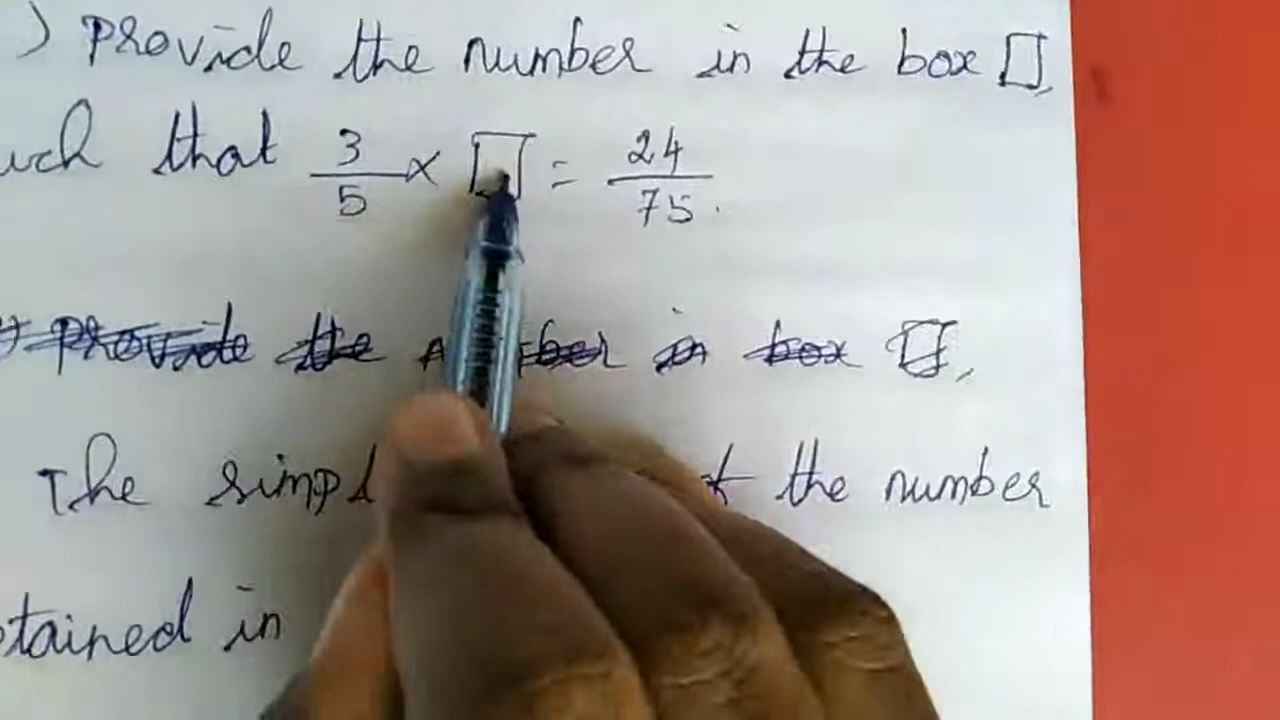 ) Provide the number in the box □,
uch that 3/5 × □ = 24/75.
Provide the in box □,
The simpl the number
tained in